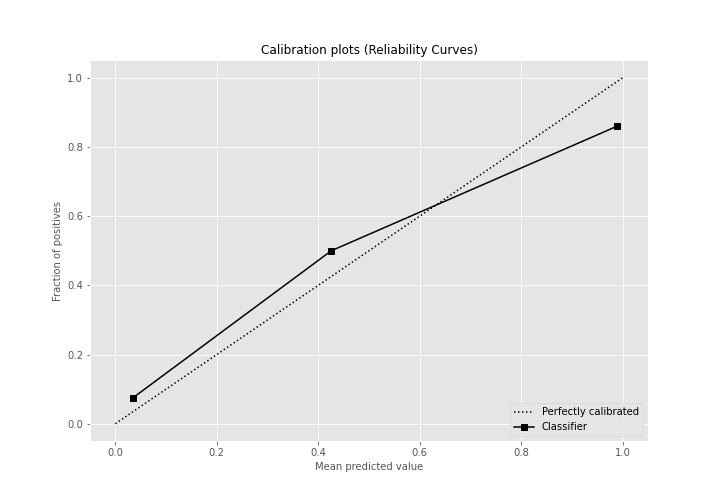 Calibration plots (Reliability Curves)
1.0
0.8
0.6
0.4
0.2
0.0
Fraction of positives
0.0 0.2 0.4 0.6 0.8 1.0
Mean predicted value
Perfectly calibrated
Classifier